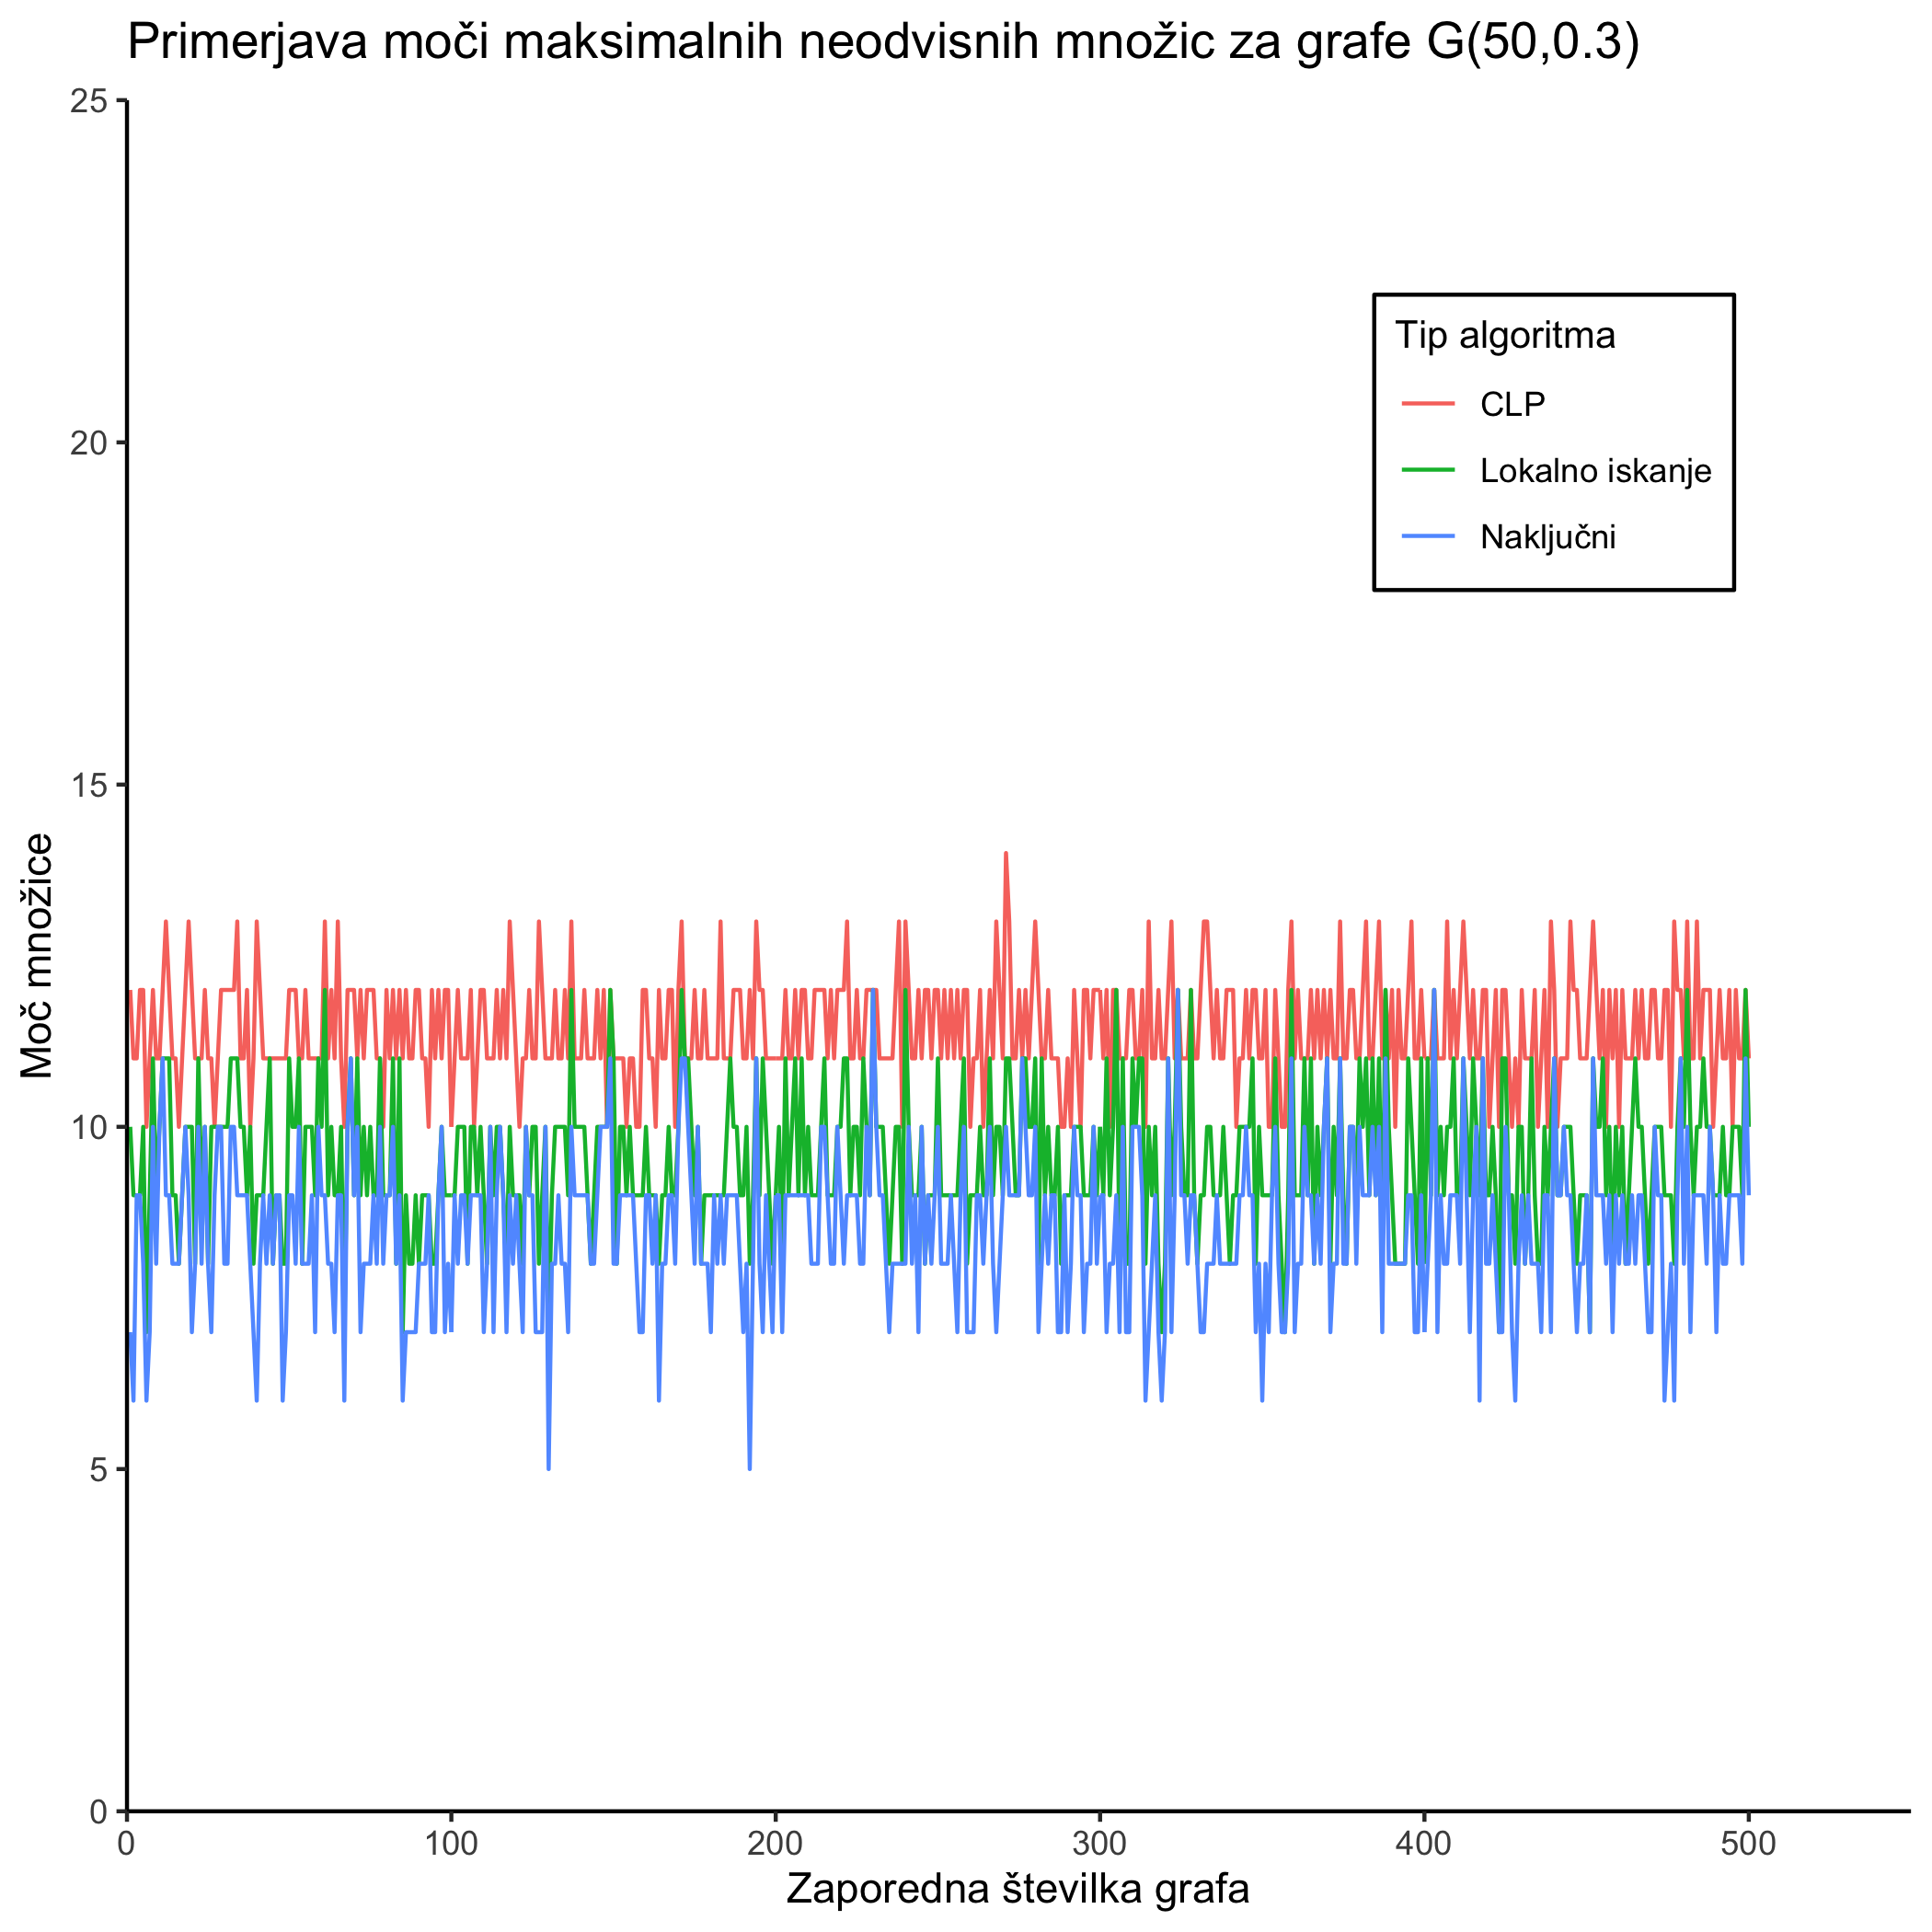 Primerjava moči maksimalnih neodvisnih množic za grafe G(50,0.3)
25
20
15
10
5
0
Moč množice
Tip algoritma
CLP
Lokalno iskanje
Naključni
0 100 200 300 400 500
Zaporedna številka grafa